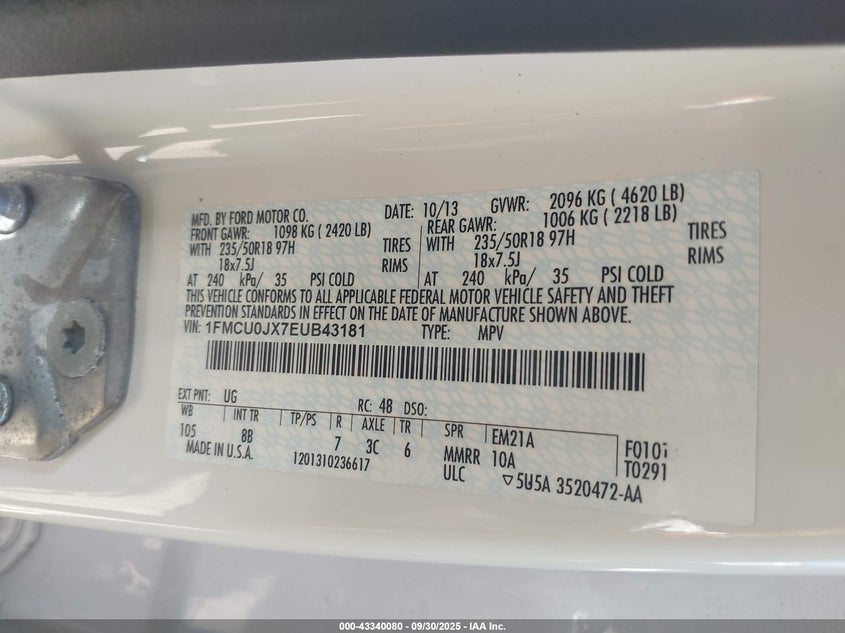 MFD. BY FORD MOTOR CO. DATE: 10/13 GVWR: 2096 KG ( 4620 LB)
FRONT GAWR: 1098 KG ( 2420 LB) REAR GAWR: 1006 KG ( 2218 LB)
WITH 235/50R18 97H TIRES WITH 235/50R18 97H TIRES
18x7.5J RIMS 18x7.5J RIMS
AT 240 kPa/ 35 PSI COLD AT 240 kPa/ 35 PSI COLD
THIS VEHICLE CONFORMS TO ALL APPLICABLE FEDERAL MOTOR VEHICLE SAFETY AND THEFT
PREVENTION STANDARDS IN EFFECT ON THE DATE OF MANUFACTURE SHOWN ABOVE.
VIN: 1FMCU0JX7EUB43181 TYPE: MPV
EXT PNT: UG RC: 48 DSO:
WB INT TR TP/PS R AXLE TR SPR EM21A F0101
105 8B 7 3C 6 MMRR 10A T0291
MADE IN U.S.A. 1201310236617 ULC ▽5U5A 3520472-AA
000-43340080 - 09/30/2025 - IAA Inc.